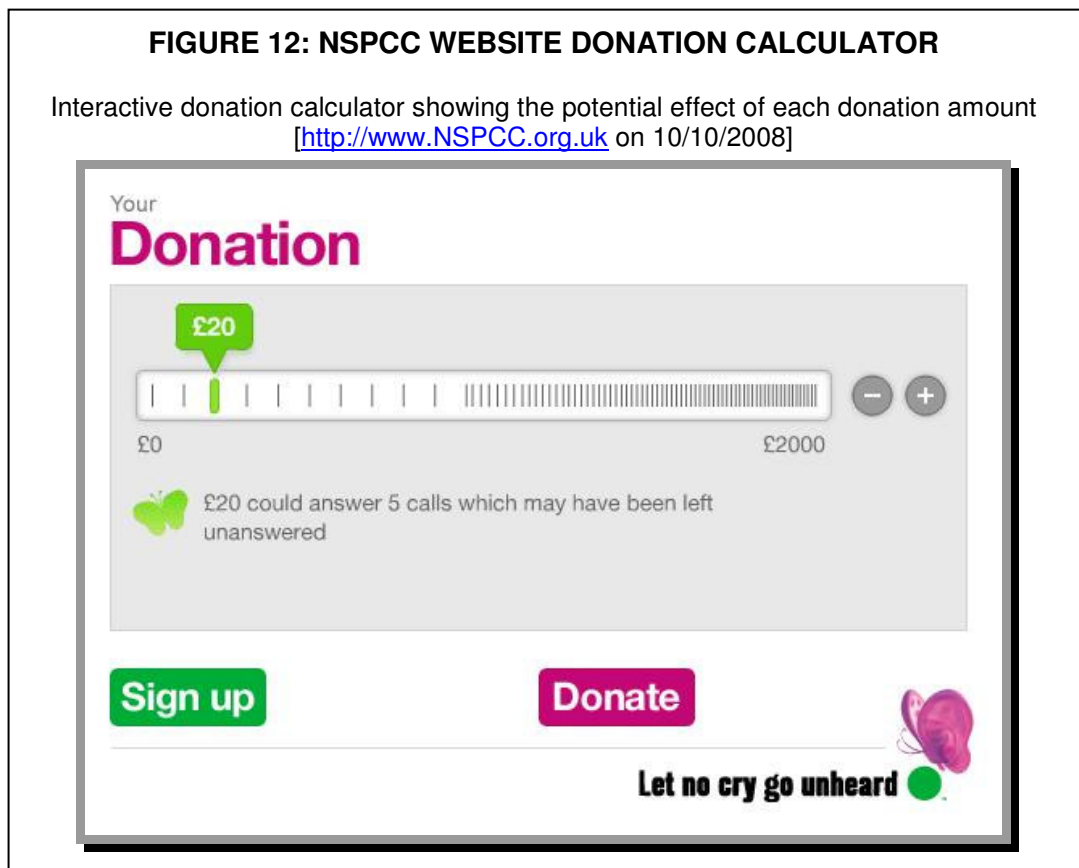 FIGURE 12: NSPCC WEBSITE DONATION CALCULATOR
Interactive donation calculator showing the potential effect of each donation amount
[http://www.NSPCC.org.uk on 10/10/2008]
Your
Donation
£20
£0
£2000
£20 could answer 5 calls which may have been left
unanswered
Sign up
Donate
Let no cry go unheard